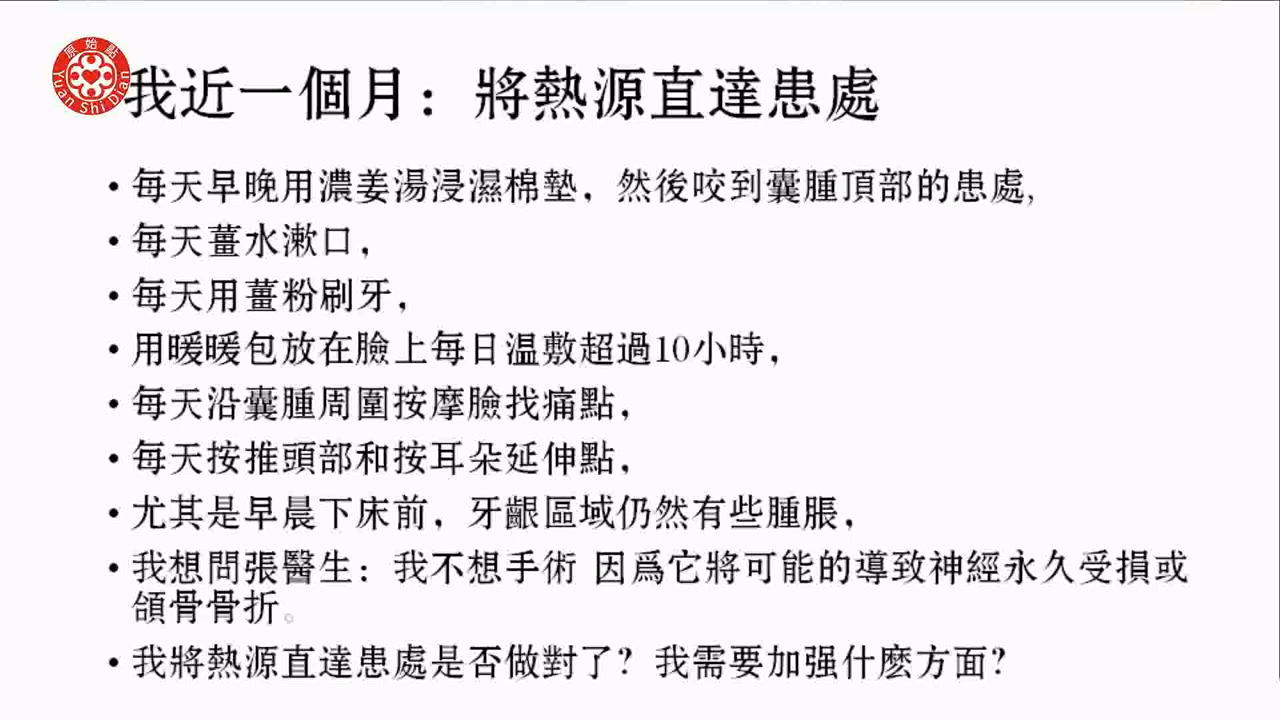 原始點
Yuan Shi Dian
我近一個月：將熱源直達患處
• 每天早晚用濃姜湯浸濕棉墊，然後咬到囊腫頂部的患處,
• 每天薑水漱口，
• 每天用薑粉刷牙，
• 用暖暖包放在臉上每日温敷超過10小時，
• 每天沿囊腫周圍按摩臉找痛點，
• 每天按推頭部和按耳朵延伸點，
• 尤其是早晨下床前，牙齦區域仍然有些腫脹，
• 我想問張醫生：我不想手術 因爲它將可能的導致神經永久受損或
頜骨骨折。
• 我將熱源直達患處是否做對了？我需要加强什麽方面？